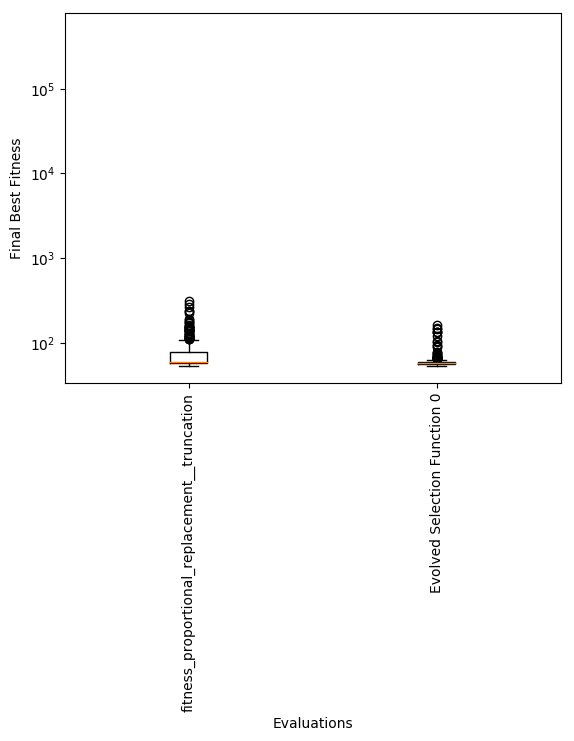 Final Best Fitness
10^5
10^4
10^3
10^2
fitness_proportional_replacement__truncation
Evolved Selection Function 0
Evaluations